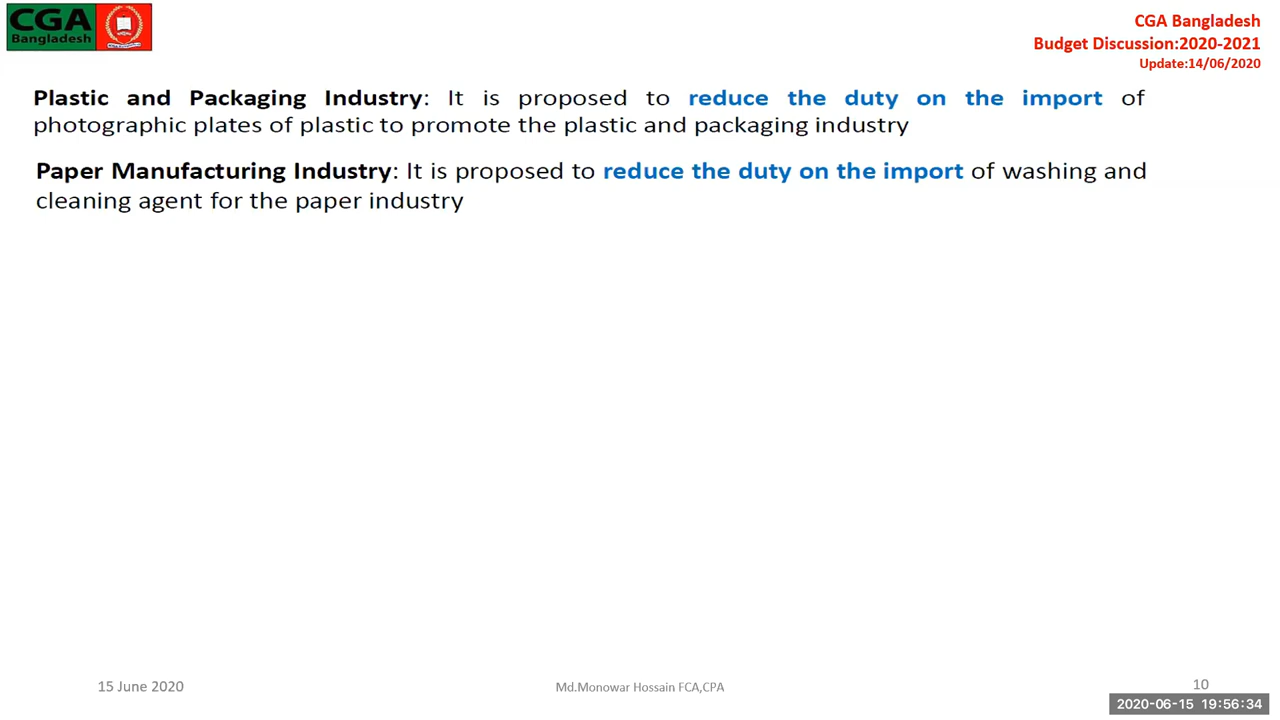 CGA
Bangladesh
CGA Bangladesh
Budget Discussion:2020-2021
Update:14/06/2020
Plastic and Packaging Industry: It is proposed to reduce the duty on the import of
photographic plates of plastic to promote the plastic and packaging industry
Paper Manufacturing Industry: It is proposed to reduce the duty on the import of washing and
cleaning agent for the paper industry
15 June 2020
Md.Monowar Hossain FCA,CPA
10
2020-06-15 19:56:34